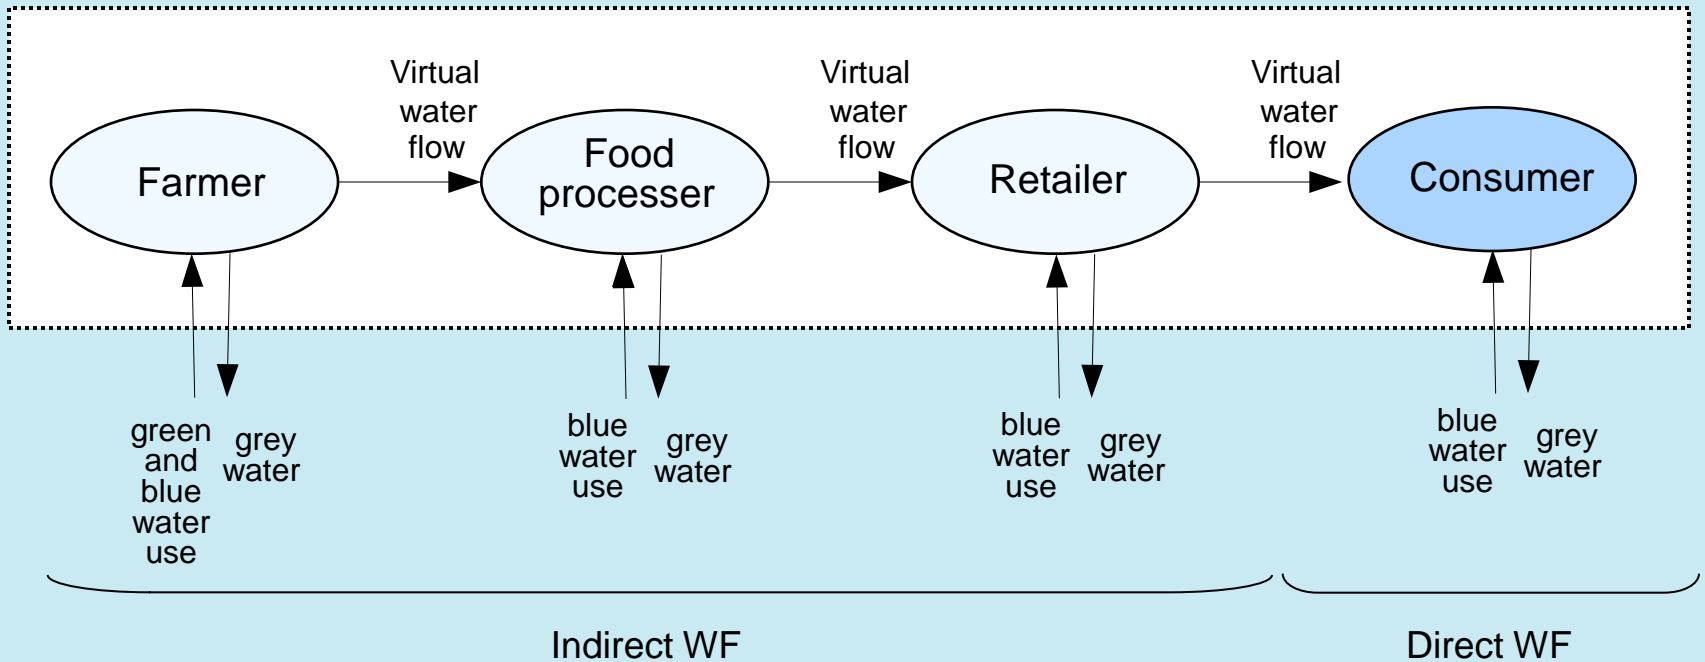 Virtual
water
flow
Virtual
water
flow
Virtual
water
flow
Farmer
Food
processer
Retailer
Consumer
green
and
blue
water
use
grey
water
blue
water
use
grey
water
blue
water
use
grey
water
blue
water
use
grey
water
Indirect WF
Direct WF